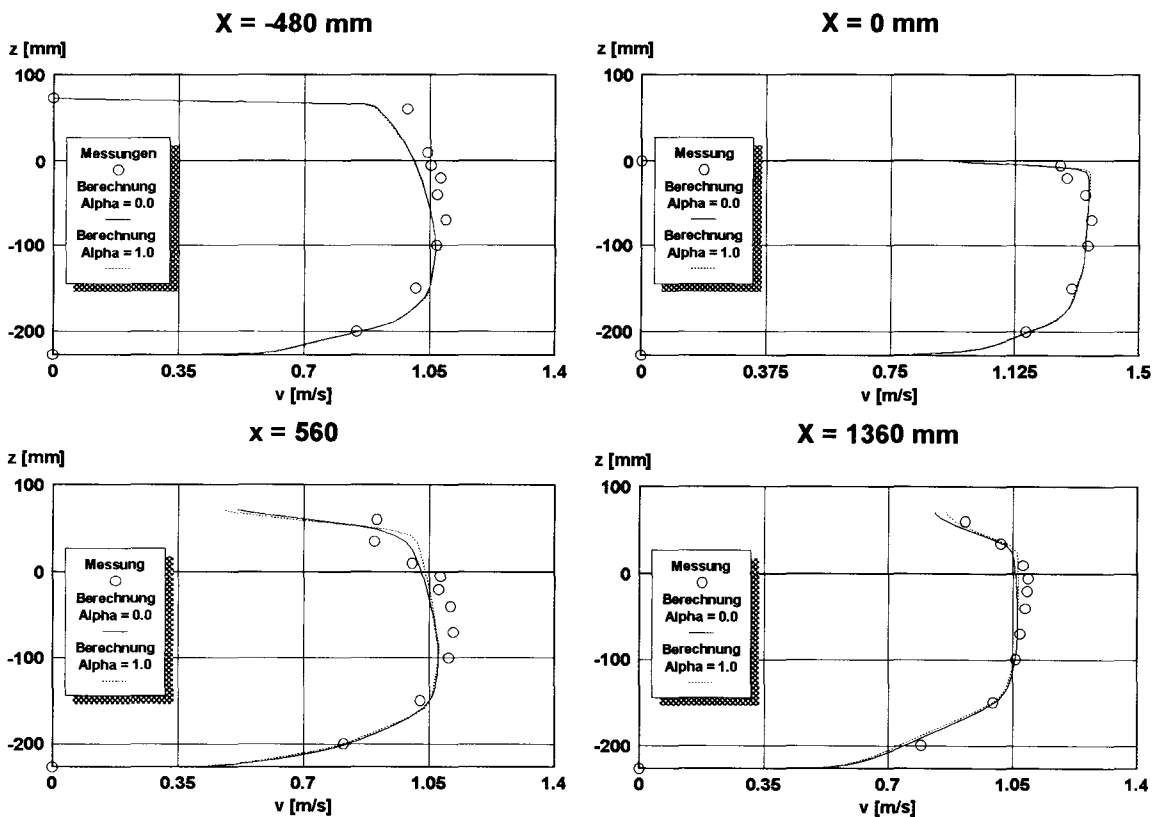 X = -480 mm
z [mm]
100
0
-100
-200
Messungen
Berechnung
Alpha = 0.0
Berechnung
Alpha = 1.0
0
0.35
0.7
1.05
1.4
v [m/s]
X = 0 mm
z [mm]
100
0
-100
-200
Messung
Berechnung
Alpha = 0.0
Berechnung
Alpha = 1.0
0
0.375
0.75
1.125
1.5
v [m/s]
x = 560
z [mm]
100
0
-100
-200
Messung
Berechnung
Alpha = 0.0
Berechnung
Alpha = 1.0
0
0.35
0.7
1.05
1.4
v [m/s]
X = 1360 mm
z [mm]
100
0
-100
-200
Messung
Berechnung
Alpha = 0.0
Berechnung
Alpha = 1.0
0
0.35
0.7
1.05
1.4
v [m/s]